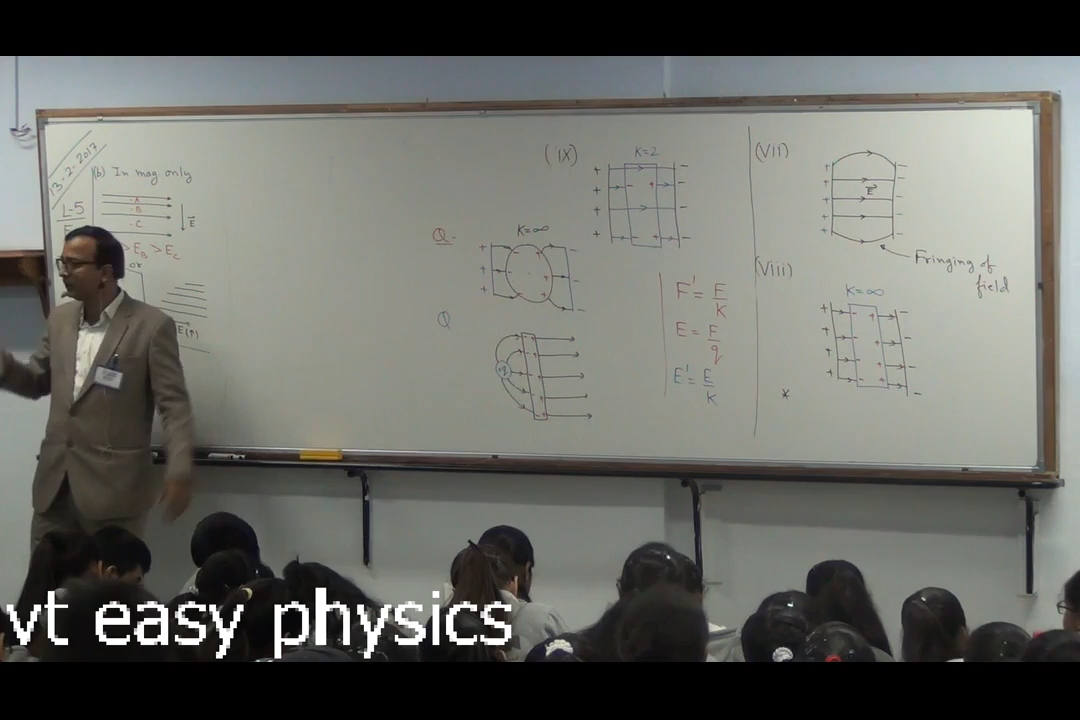 13-2-2017
L-5
(b) In mag. only
A
B
C
E
> E_B > E_C
or
E(↑)
(ix)
K=2
Q.
K=∞
Q
+q
F' = F/K
E = F/q
E' = E/K
(vii)
E
Fringing of
field
(viii)
K=∞
*
vt easy physics